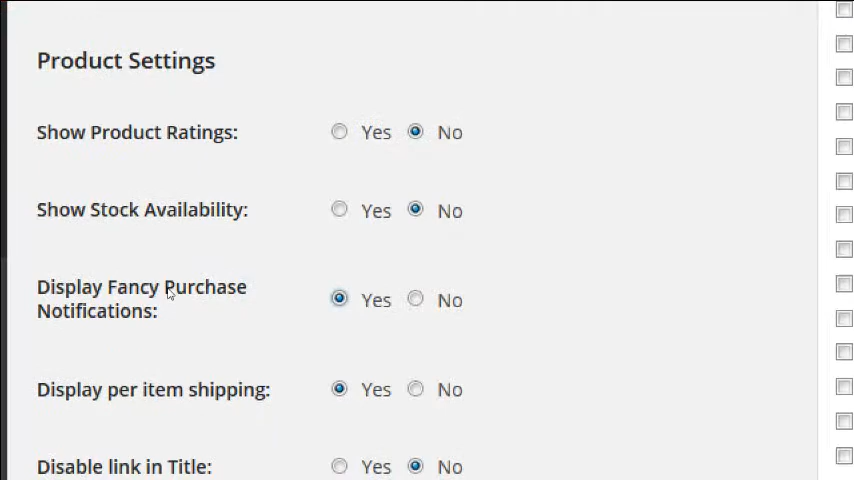 Product Settings
Show Product Ratings: Yes No
Show Stock Availability: Yes No
Display Fancy Purchase
Notifications: Yes No
Display per item shipping: Yes No
Disable link in Title: Yes No